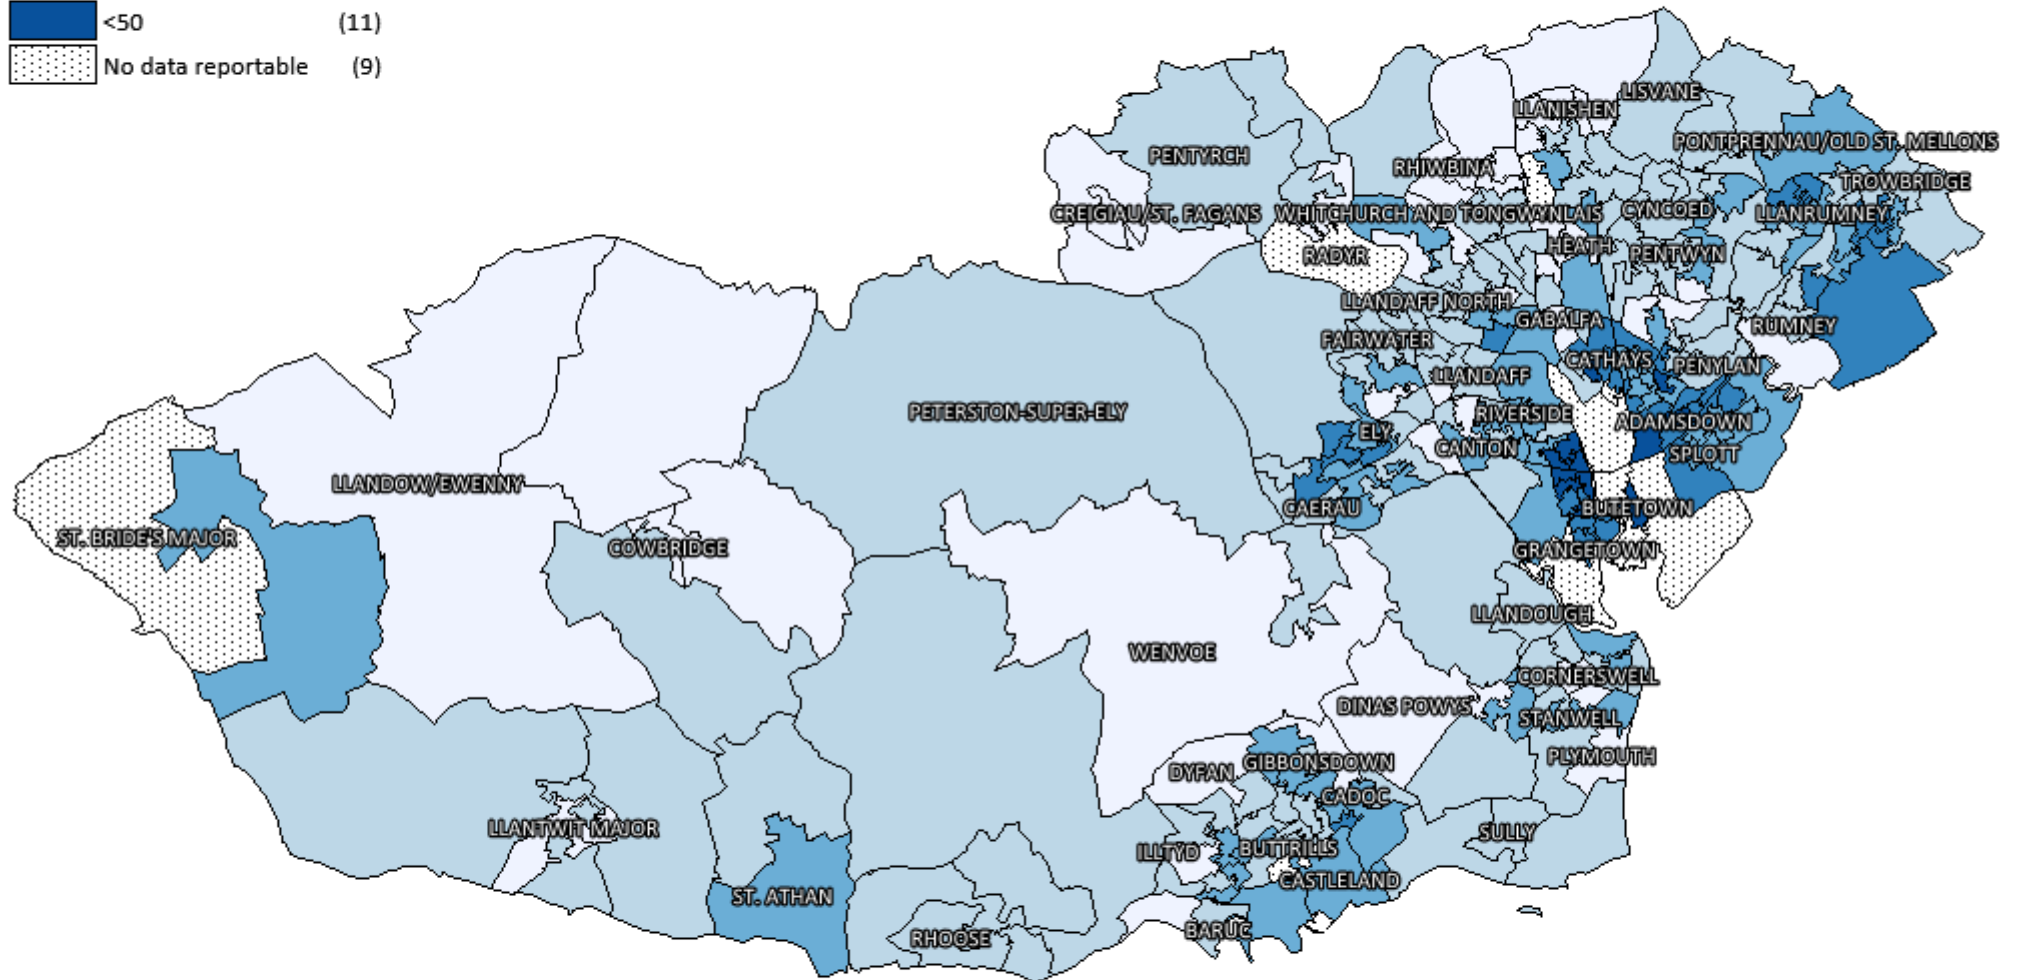 <50 (11)
No data reportable (9)
LISVANE
LLANISHEN
PONTPRENNAU/OLD ST. MELLONS
PENTYRCH
RHIWBINA
TROWBRIDGE
CREIGIAU/ST. FAGANS
WHITCHURCH AND TONGWYNLAIS
CYNCOED
LLANRUMNEY
HEATH
PENTWYN
RADYR
LLANDAFF NORTH
GABALFA
RUMNEY
FAIRWATER
CATHAYS
PENYLAN
LLANDAFF
PETERSTON-SUPER-ELY
RIVERSIDE
ADAMSDOWN
ELY
CANTON
SPLOTT
LLANDOW/EWENNY
CAERAU
BUTETOWN
ST. BRIDE'S MAJOR
COWBRIDGE
GRANGETOWN
LLANDOUGH
WENVOE
CORNERSWELL
DINAS POWYS
STANWELL
PLYMOUTH
DYFAN
GIBBONSDOWN
CADOC
LLANTWIT MAJOR
SULLY
ILLTYD
BUTTRILLS
CASTLELAND
ST. ATHAN
BARUC
RHOOSE